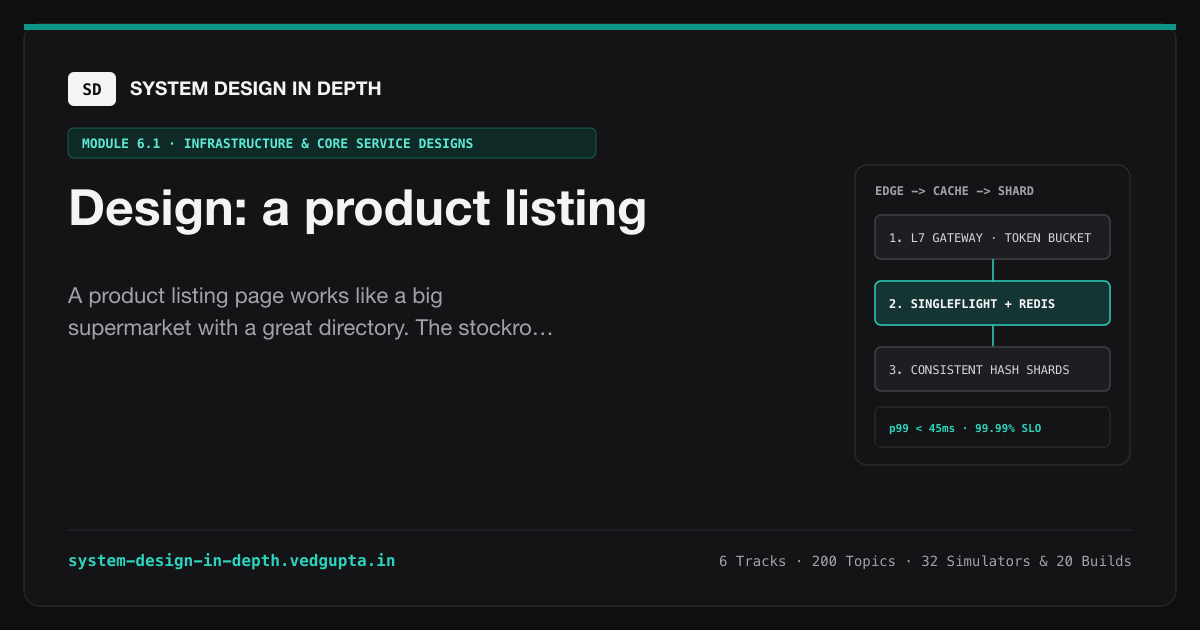 SD SYSTEM DESIGN IN DEPTH
MODULE 6.1 · INFRASTRUCTURE & CORE SERVICE DESIGNS
Design: a product listing
A product listing page works like a big
supermarket with a great directory. The stockro…
EDGE —> CACHE —> SHARD
1. L7 GATEWAY · TOKEN BUCKET
2. SINGLEFLIGHT + REDIS
3. CONSISTENT HASH SHARDS
p99 < 45ms · 99.99% SLO
system-design-in-depth.vedgupta.in
6 Tracks · 200 Topics · 32 Simulators & 20 Builds